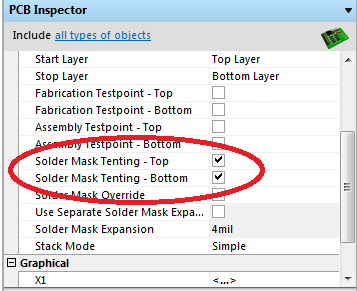 PCB Inspector
Include all types of objects
Start Layer Top Layer
Stop Layer Bottom Layer
Fabrication Testpoint - Top
Fabrication Testpoint - Bottom
Assembly Testpoint - Top
Assembly Testpoint - Bottom
Solder Mask Tenting - Top
Solder Mask Tenting - Bottom
Solder Mask Override
Use Separate Solder Mask Expa...
Solder Mask Expansion 4mil
Stack Mode Simple
Graphical
X1 <...>